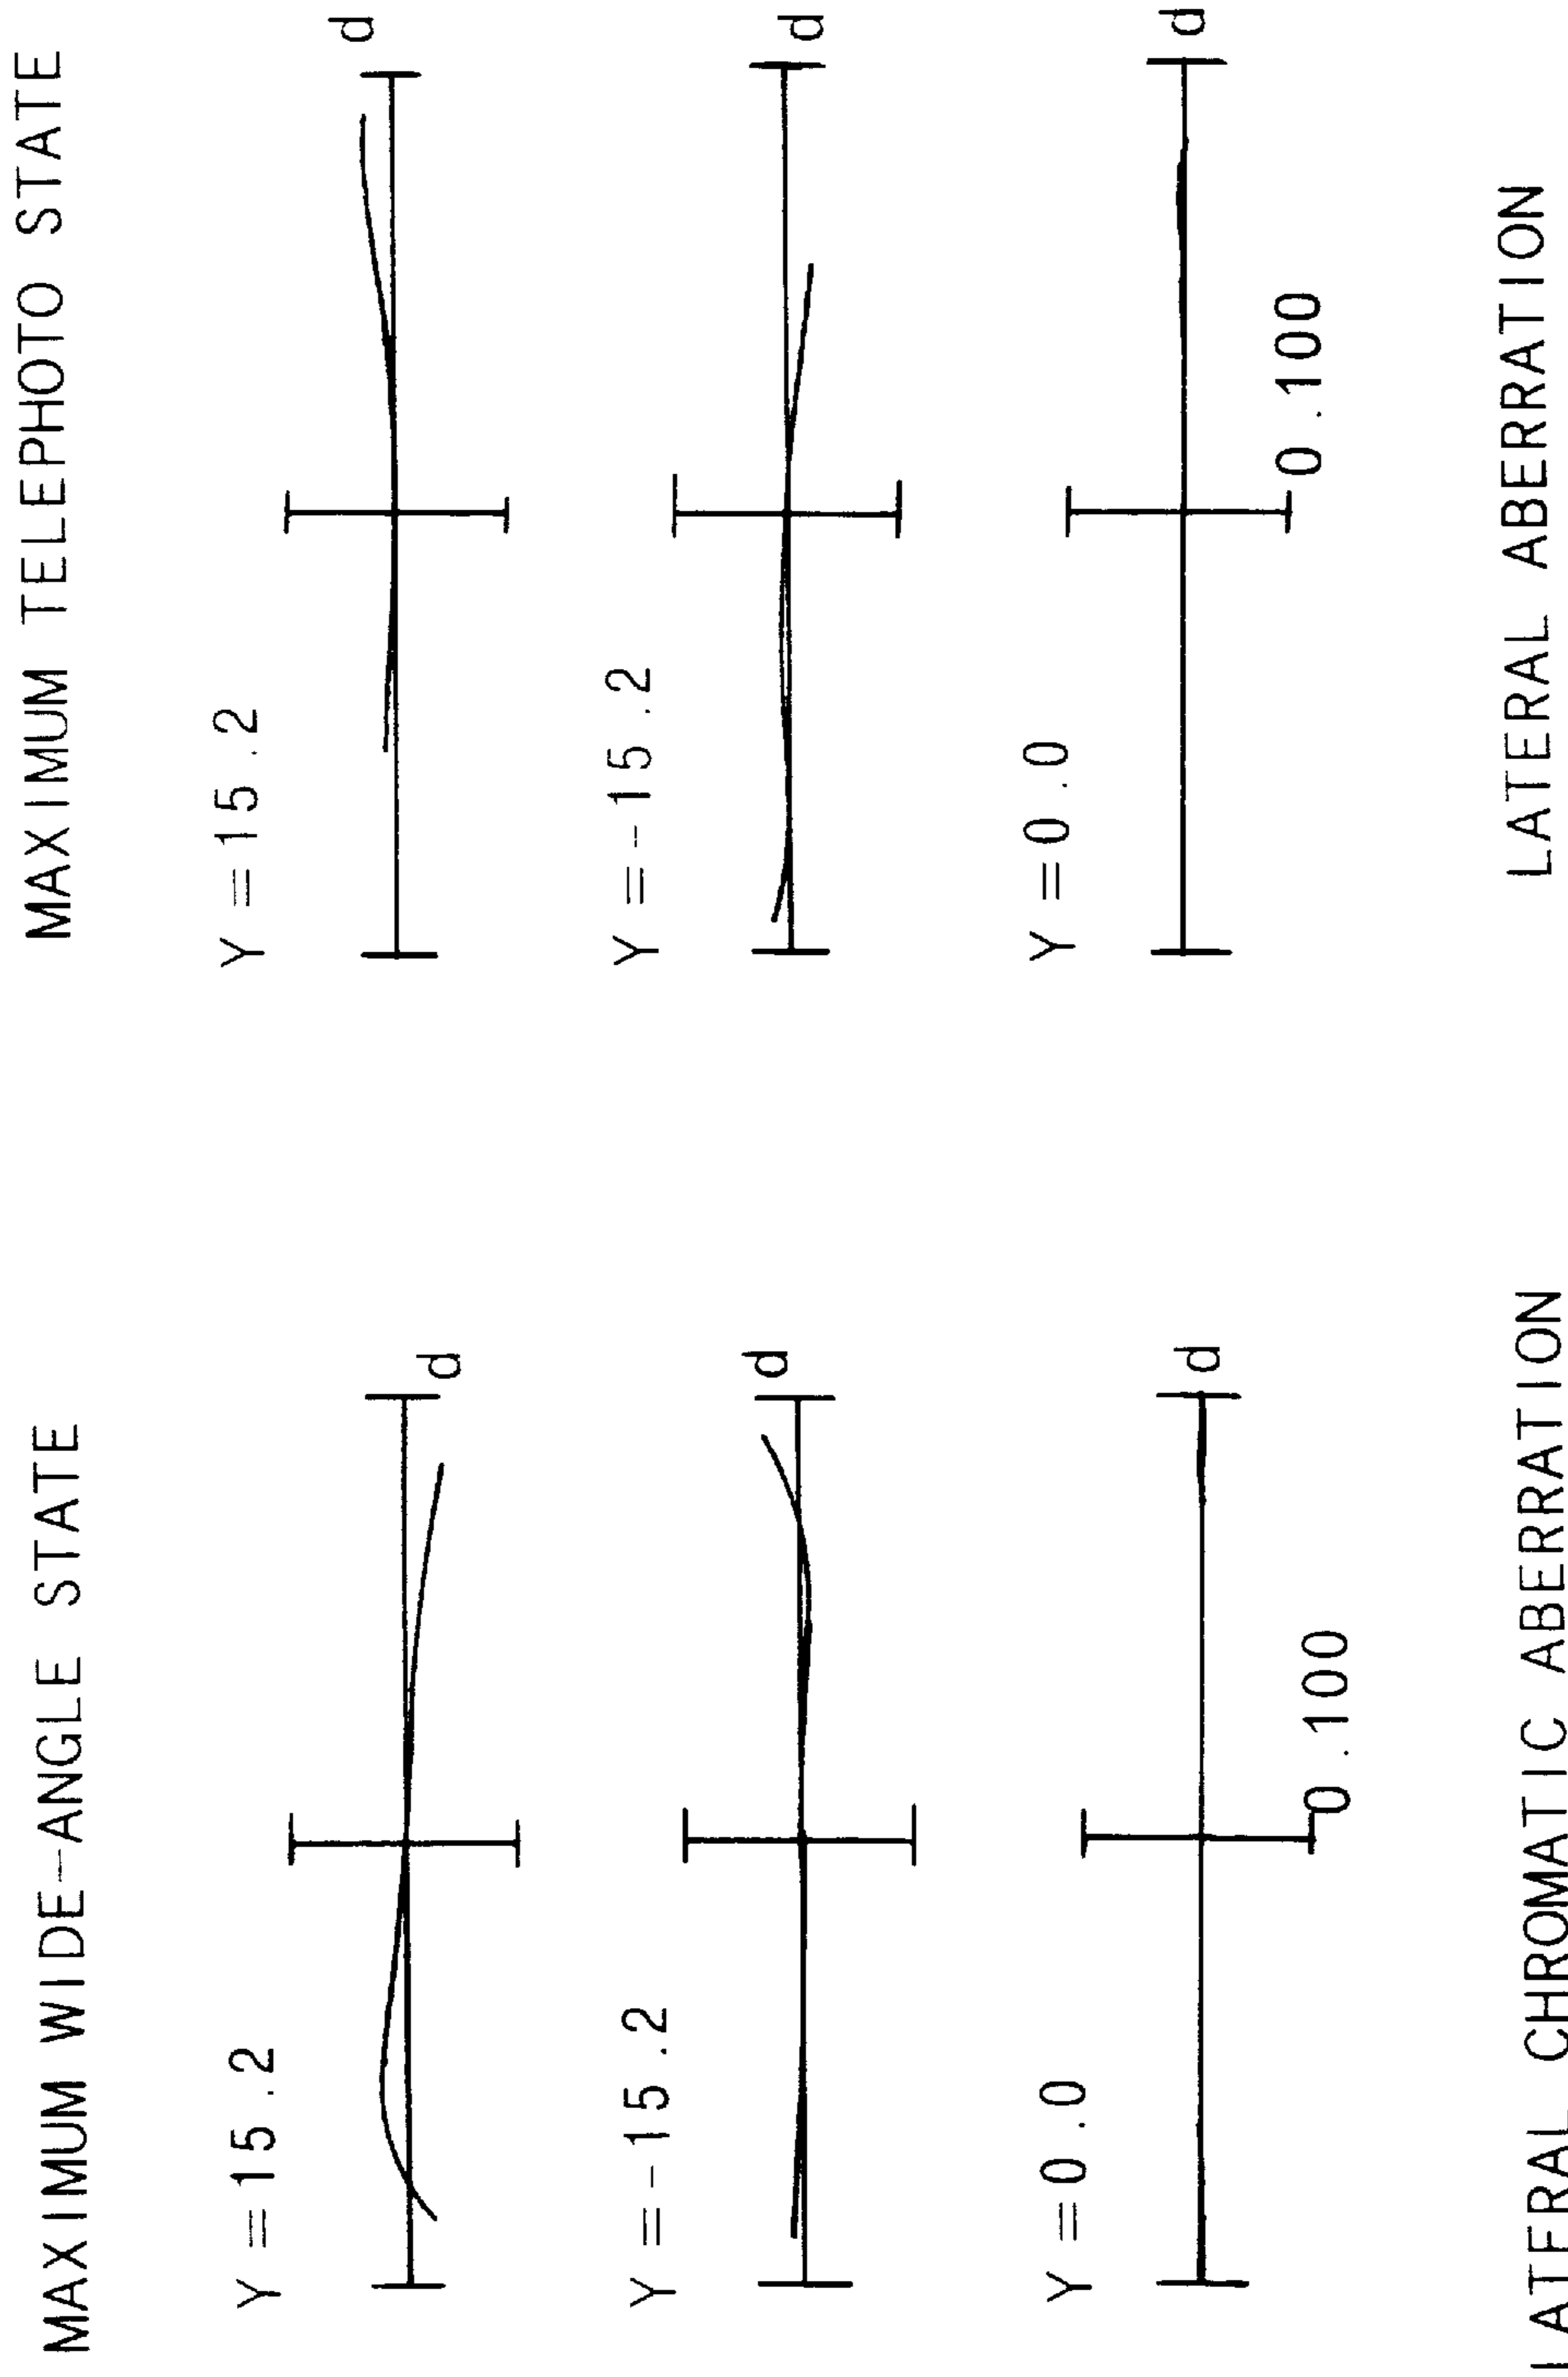 MAXIMUM WIDE-ANGLE STATE
Y=15.2
d
Y=-15.2
d
Y=0.0
d
0.100
LATERAL CHROMATIC ABERRATION
MAXIMUM TELEPHOTO STATE
Y=15.2
d
Y=-15.2
d
Y=0.0
d
0.100
LATERAL ABERRATION